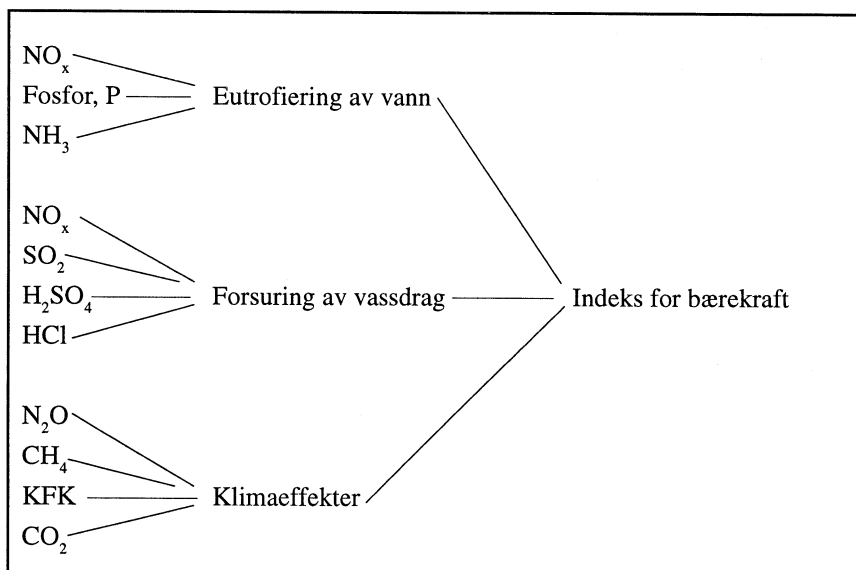 NOx
Fosfor, P
Eutrofiering av vann
NH3
NOx
SO2
H2SO4
Forsuring av vassdrag
Indeks for bærekraft
HCl
N2O
CH4
KFK
Klimaeffekter
CO2